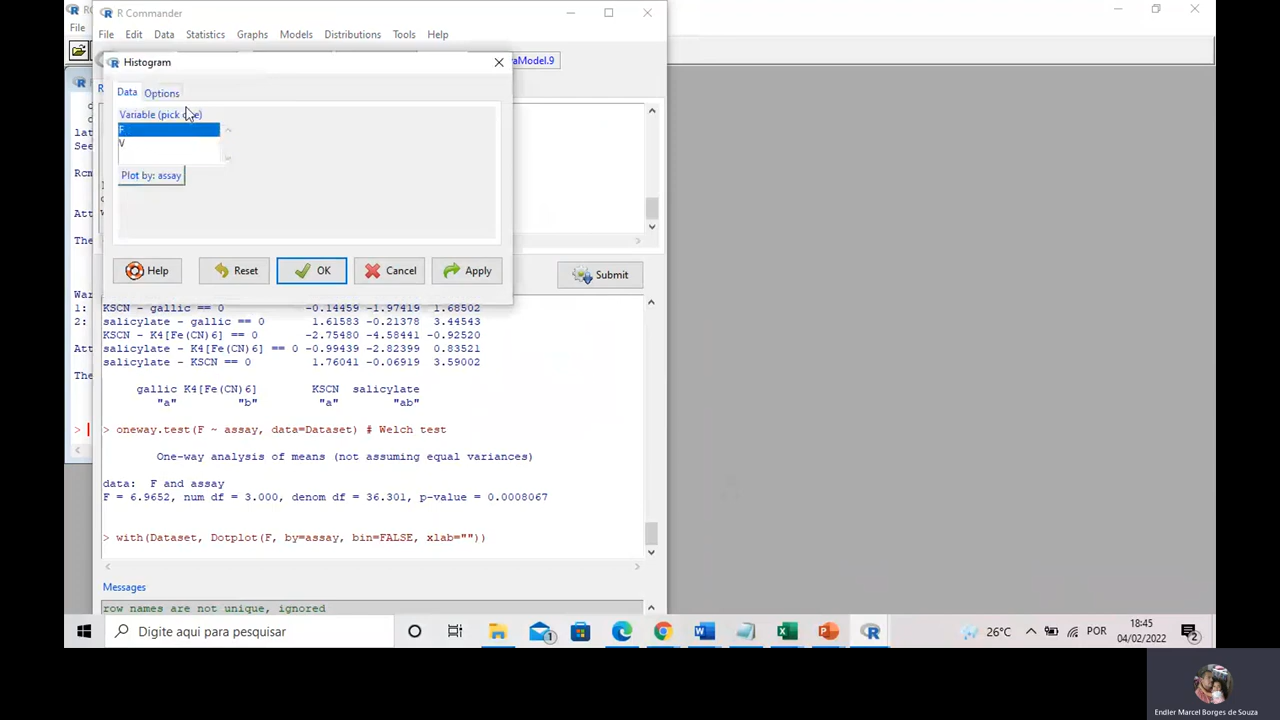 R Commander
File
File Edit Data Statistics Graphs Models Distributions Tools Help
Histogram
Data Options
Variable (pick one)
F
V
Plot by: assay
Help Reset OK Cancel Apply
Submit
KSCN - gallic == 0 -0.14459 -1.97419 1.68502
salicylate - gallic == 0 1.61583 -0.21378 3.44543
KSCN - K4[Fe(CN)6] == 0 -2.75480 -4.58441 -0.92520
salicylate - K4[Fe(CN)6] == 0 -0.99439 -2.82399 0.83521
salicylate - KSCN == 0 1.76041 -0.06919 3.59002
gallic K4[Fe(CN)6] KSCN salicylate
"a" "b" "a" "ab"
> oneway.test(F ~ assay, data=Dataset) # Welch test
One-way analysis of means (not assuming equal variances)
data: F and assay
F = 6.9652, num df = 3.000, denom df = 36.301, p-value = 0.0008067
> with(Dataset, Dotplot(F, by=assay, bin=FALSE, xlab=""))
Messages
row names are not unique, ignored
Digite aqui para pesquisar
26°C POR
18:45
04/02/2022
Endler Marcel Borges de Souza